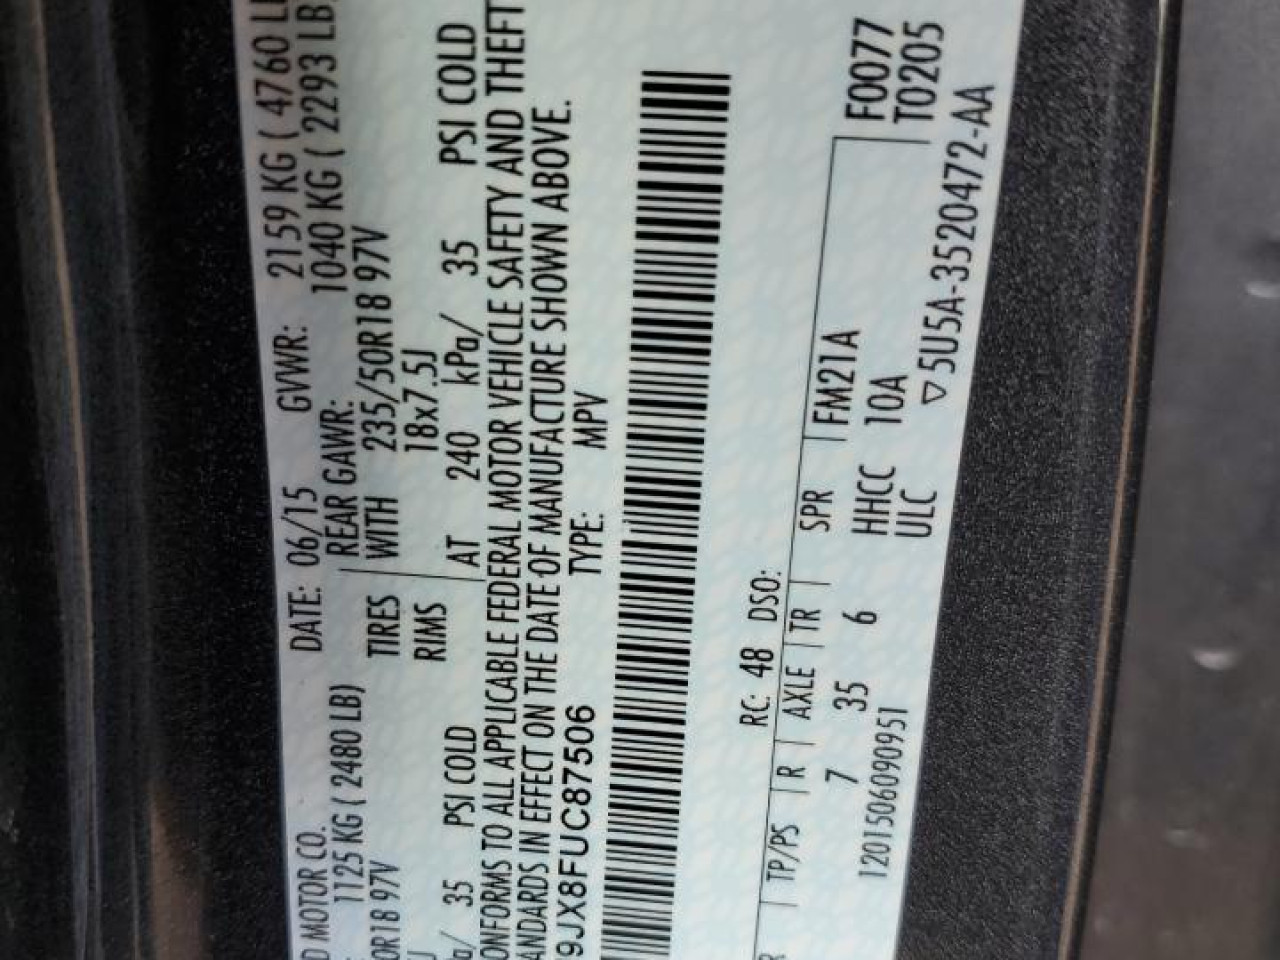 D MOTOR CO. DATE: 06/15 GVWR: 2159 KG ( 4760 L
1125 KG ( 2480 LB) REAR GAWR: 1040 KG ( 2293 LB
0R18 97V TIRES WITH 235/50R18 97V
J RIMS 18x7.5J
a/ 35 PSI COLD AT 240 kPa/ 35 PSI COLD
ONFORMS TO ALL APPLICABLE FEDERAL MOTOR VEHICLE SAFETY AND THEFT
ANDARDS IN EFFECT ON THE DATE OF MANUFACTURE SHOWN ABOVE.
9JX8FUC87506 TYPE: MPV
RC: 48 DSO:
R TP/PS R AXLE TR SPR FM21A F0077
7 35 6 HHCC 10A T0205
1201506090951 ULC ▽5U5A-3520472-AA